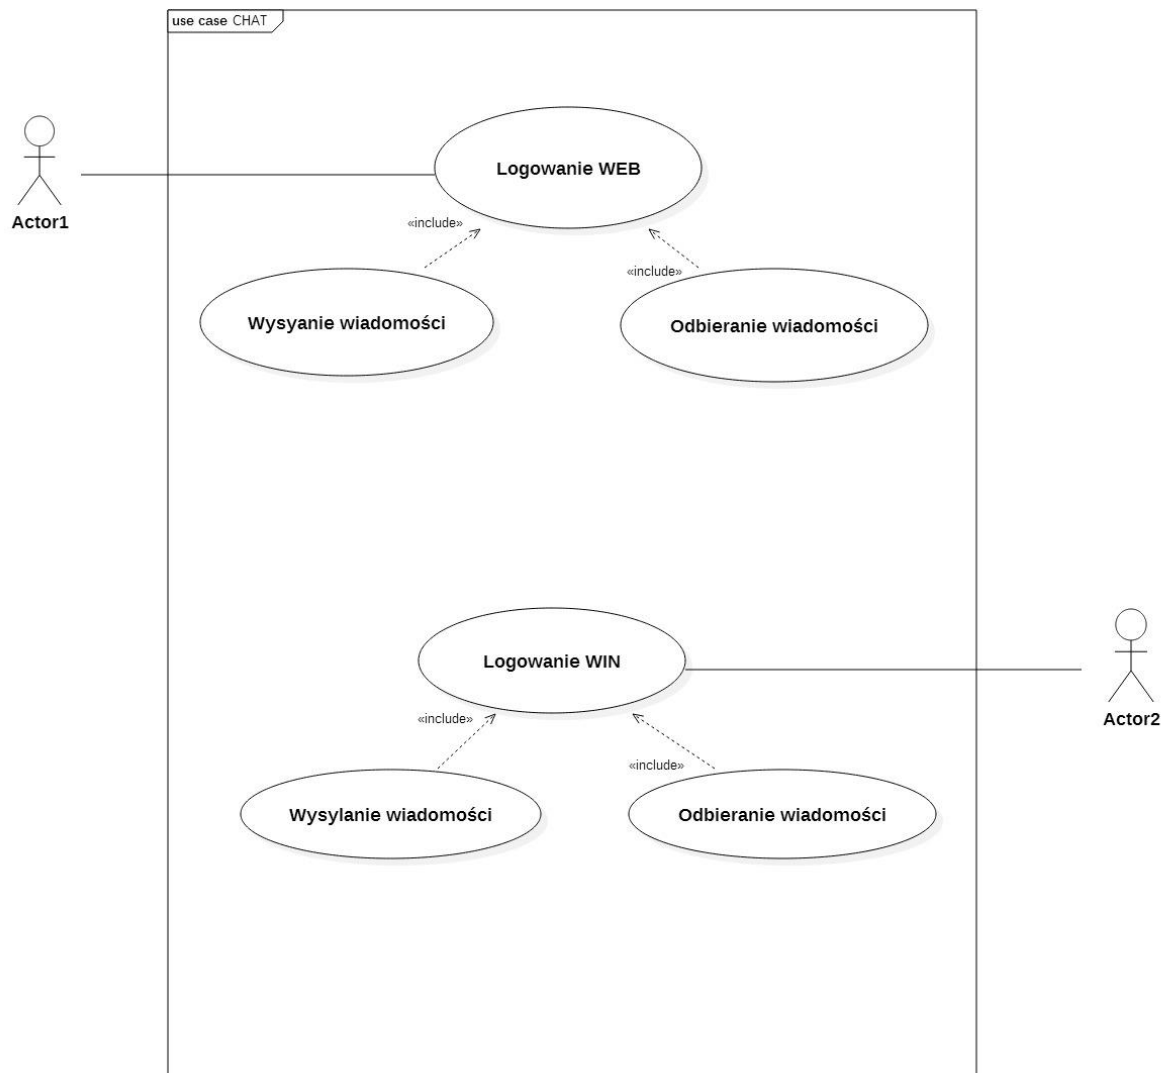 use case CHAT
Logowanie WEB
Actor1
«include»
«include»
Wysyanie wiadomości
Odbieranie wiadomości
Logowanie WIN
Actor2
«include»
«include»
Wysylanie wiadomości
Odbieranie wiadomości